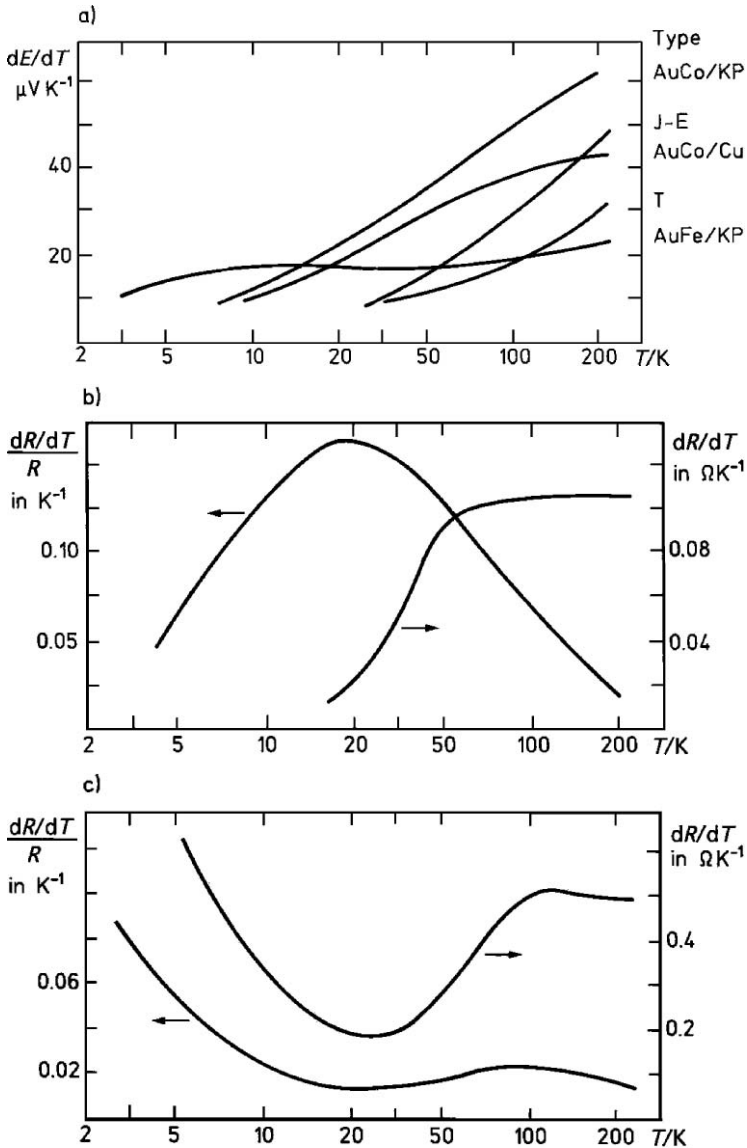 a)
dE/dT
μV K⁻¹
40
20
2 5 10 20 50 100 200 T/K
Type
AuCo/KP
J-E
AuCo/Cu
T
AuFe/KP
b)
dR/dT
R
in K⁻¹
0.10
0.05
dR/dT
in ΩK⁻¹
0.08
0.04
2 5 10 20 50 100 200 T/K
c)
dR/dT
R
in K⁻¹
0.06
0.02
dR/dT
in ΩK⁻¹
0.4
0.2
2 5 10 20 50 100 200 T/K